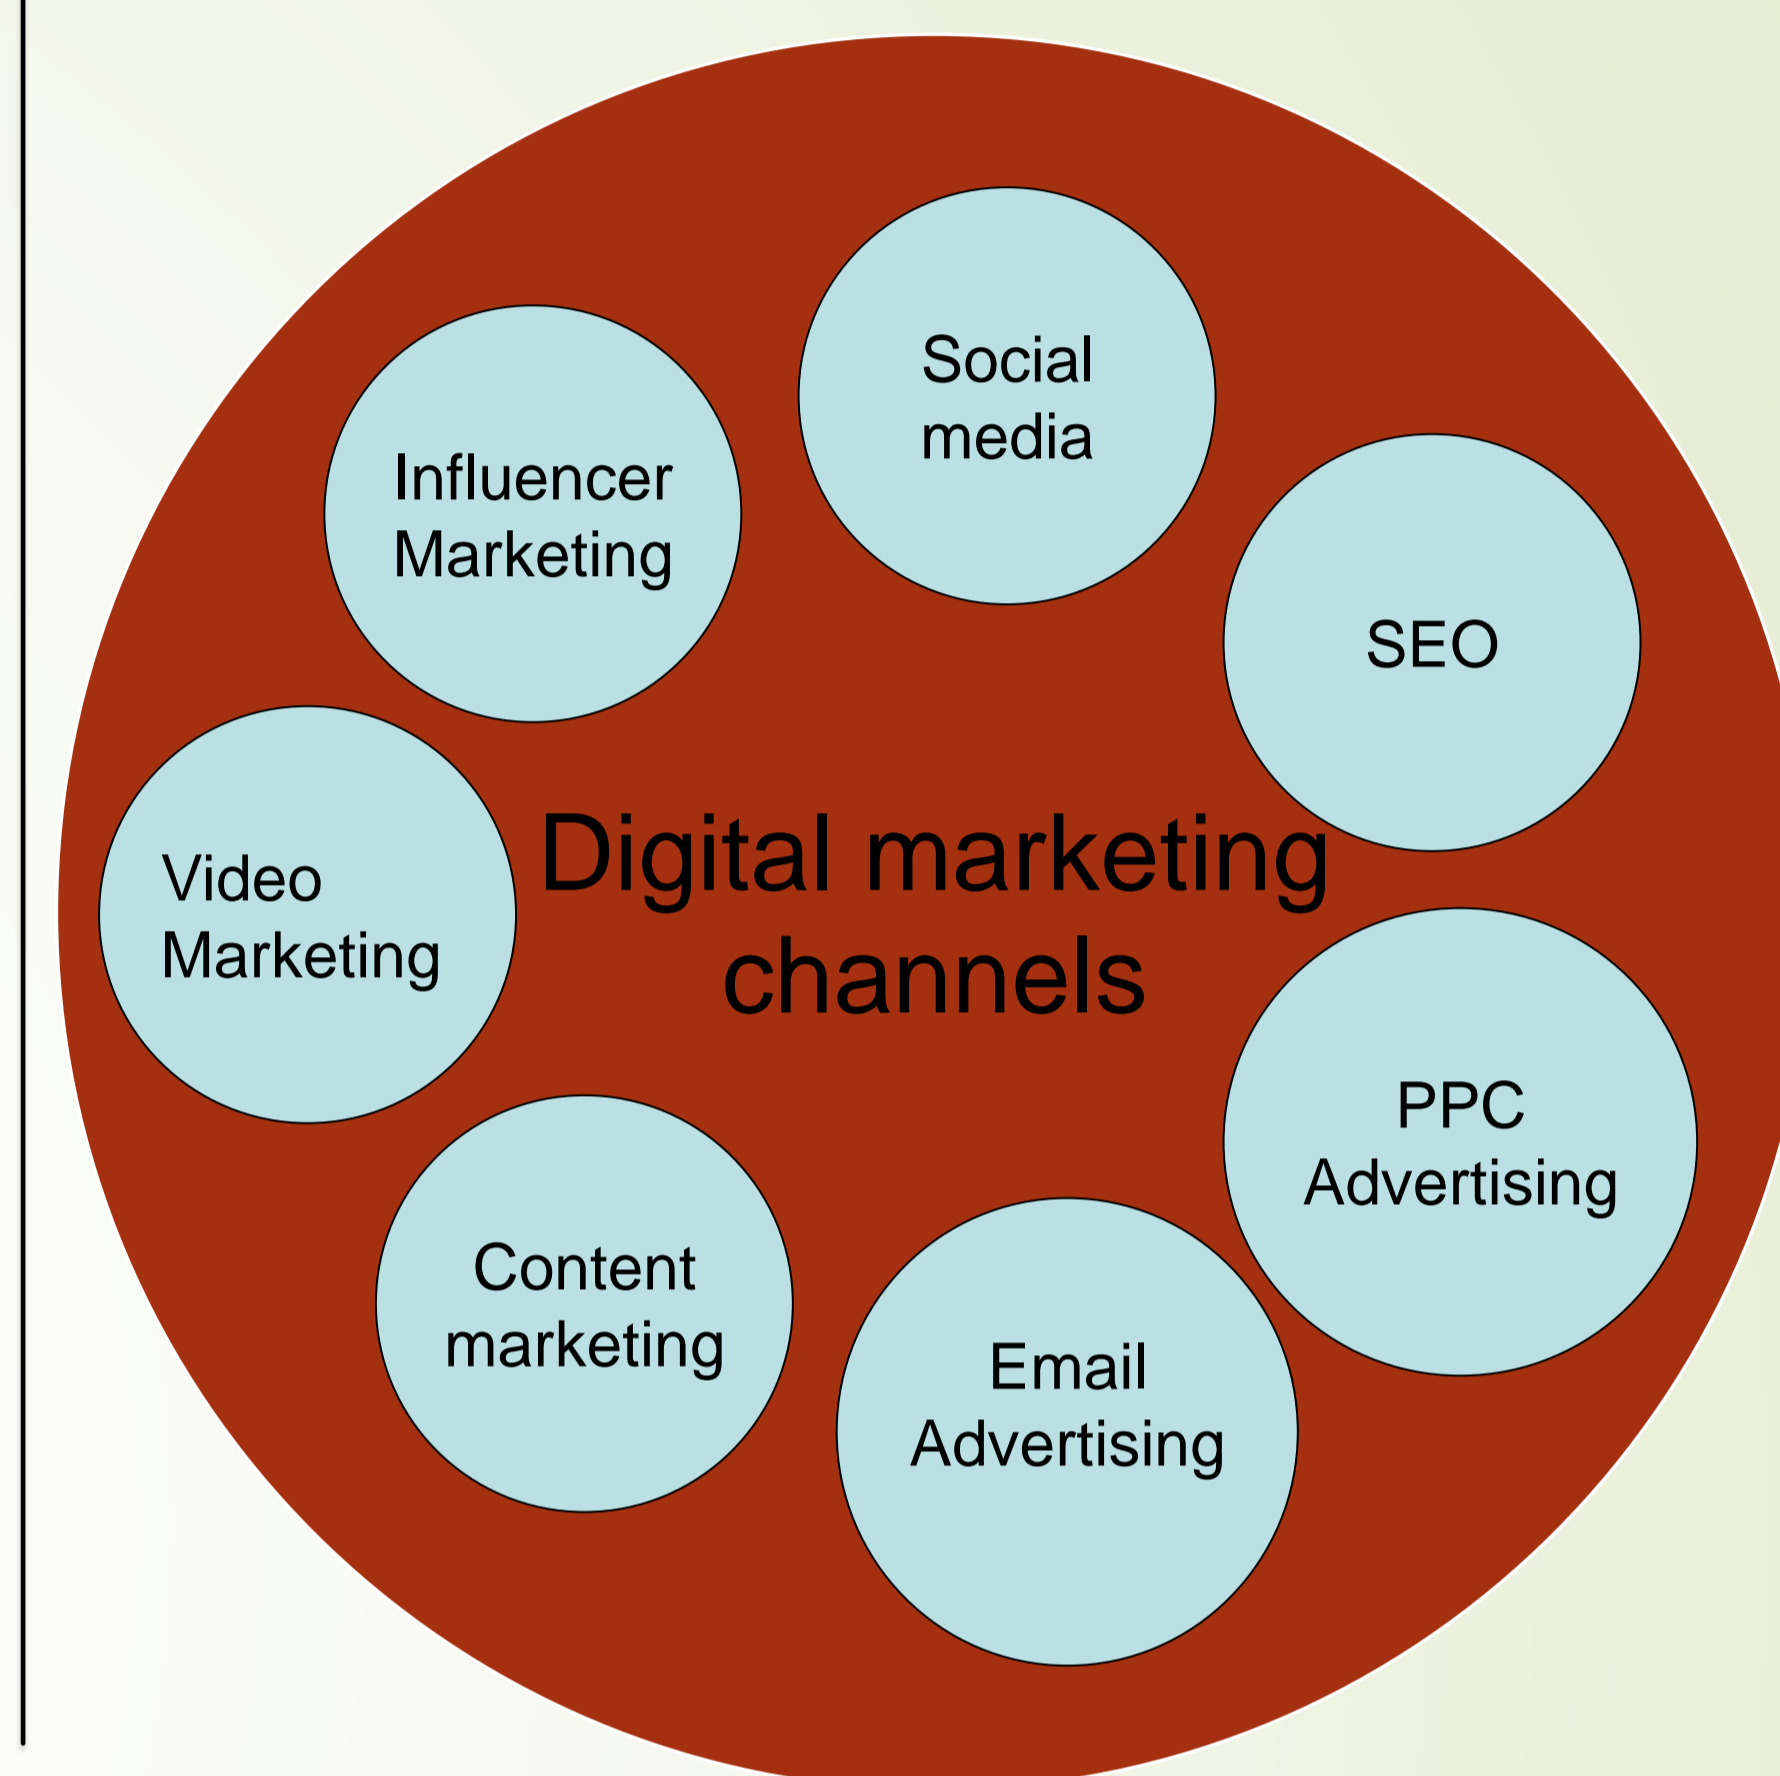 Social
media
Influencer
Marketing
SEO
Digital marketing
channels
Video
Marketing
PPC
Advertising
Content
marketing
Email
Advertising